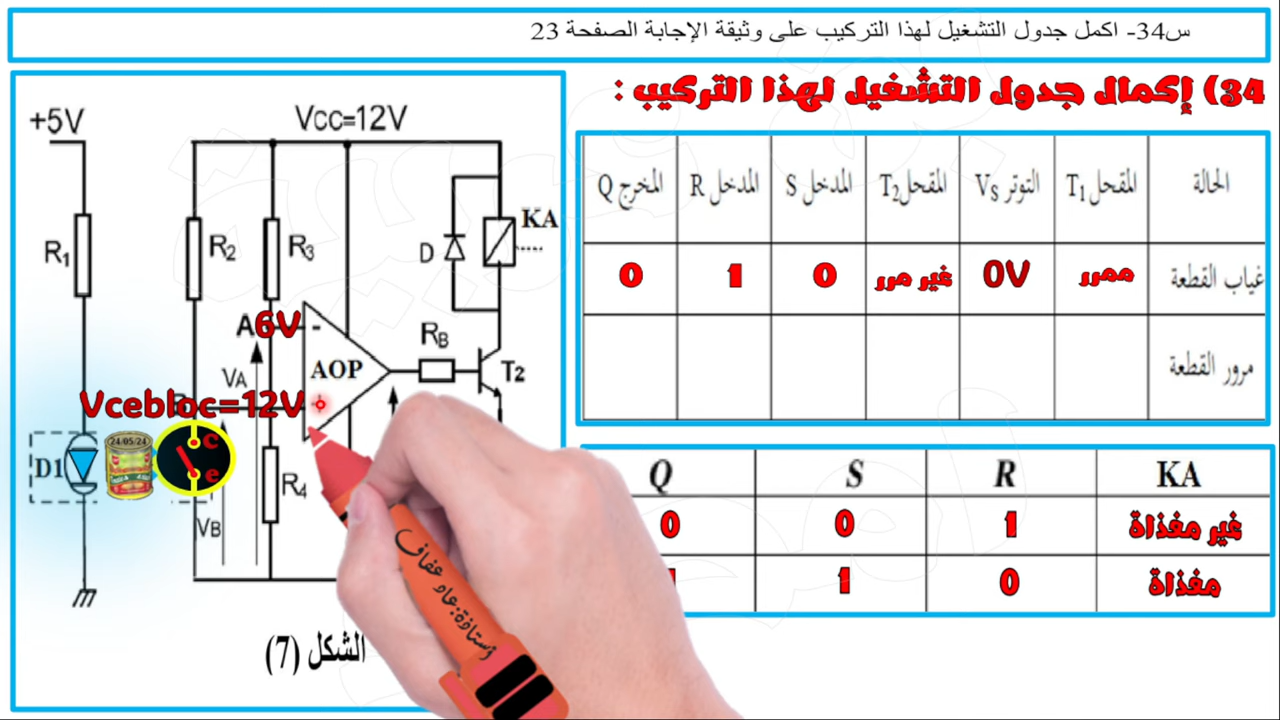 س34- اكمل جدول التشغيل لهذا التركيب على وثيقة الإجابة الصفحة 23
34) إكمال جدول التشغيل لهذا التركيب :
+5V
VCC=12V
R1
R2
R3
D
KA
A6V
-
AOP
RB
T2
VA
Vcebloc=12V
D1
24/05/24
c
e
R4
VB
الشكل (7)
أستاذة:عاد عفاف
الحالة المقحل T1 التوتر VS المقحل T2 المدخل S المدخل R المخرج Q
غياب القطعة ممرر 0V غير مرر 0 1 0
مرور القطعة
Q S R KA
0 0 1 غير مغذاة
1 0 مغذاة